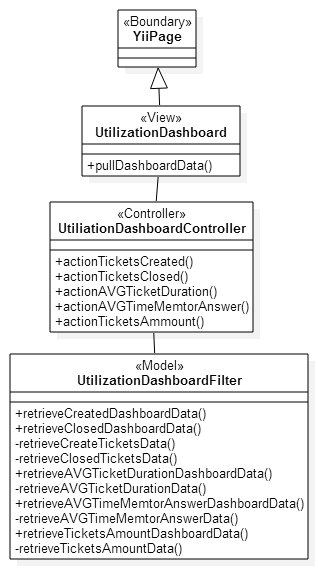 «Boundary»
YiiPage
«View»
UtilizationDashboard
+pullDashboardData()
«Controller»
UtiliationDashboardController
+actionTicketsCreated()
+actionTicketsClosed()
+actionAVGTicketDuration()
+actionAVGTimeMemtorAnswer()
+actionTicketsAmmount()
«Model»
UtilizationDashboardFilter
+retrieveCreatedDashboardData()
+retrieveClosedDashboardData()
-retrieveCreateTicketsData()
-retrieveClosedTicketsData()
+retrieveAVGTicketDurationDashboardData()
-retrieveAVGTicketDurationData()
+retrieveAVGTimeMemtorAnswerDashboardData()
-retrieveAVGTimeMemtorAnswerData()
+retrieveTicketsAmountDashboardData()
-retrieveTicketsAmountData()